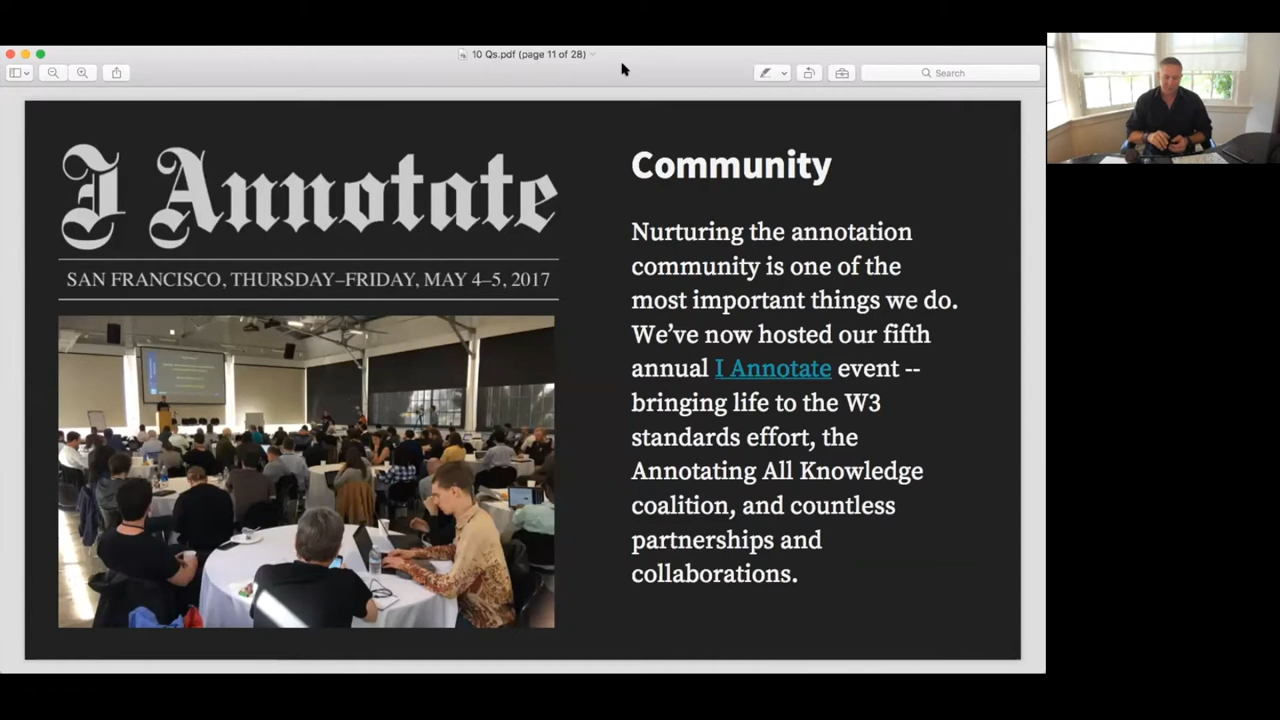 10 Qs.pdf (page 11 of 28)
Search
I Annotate
SAN FRANCISCO, THURSDAY–FRIDAY, MAY 4–5, 2017
Community
Nurturing the annotation
community is one of the
most important things we do.
We’ve now hosted our fifth
annual I Annotate event --
bringing life to the W3
standards effort, the
Annotating All Knowledge
coalition, and countless
partnerships and
collaborations.